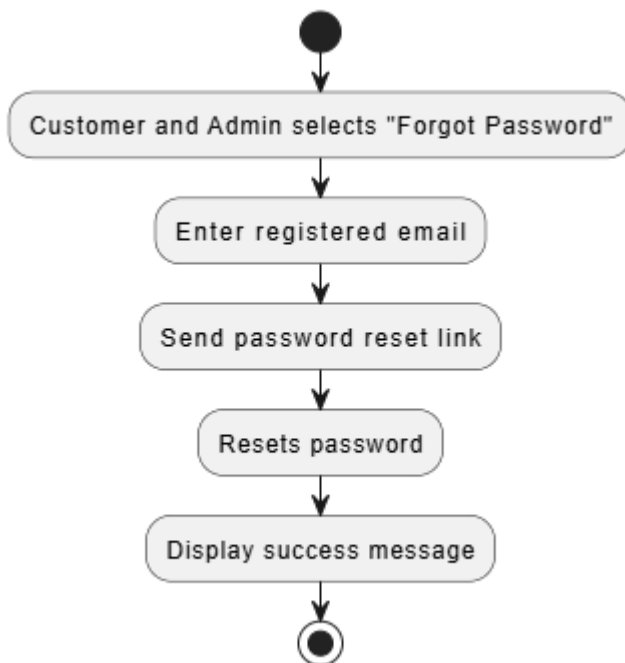 Customer and Admin selects "Forgot Password"
Enter registered email
Send password reset link
Resets password
Display success message